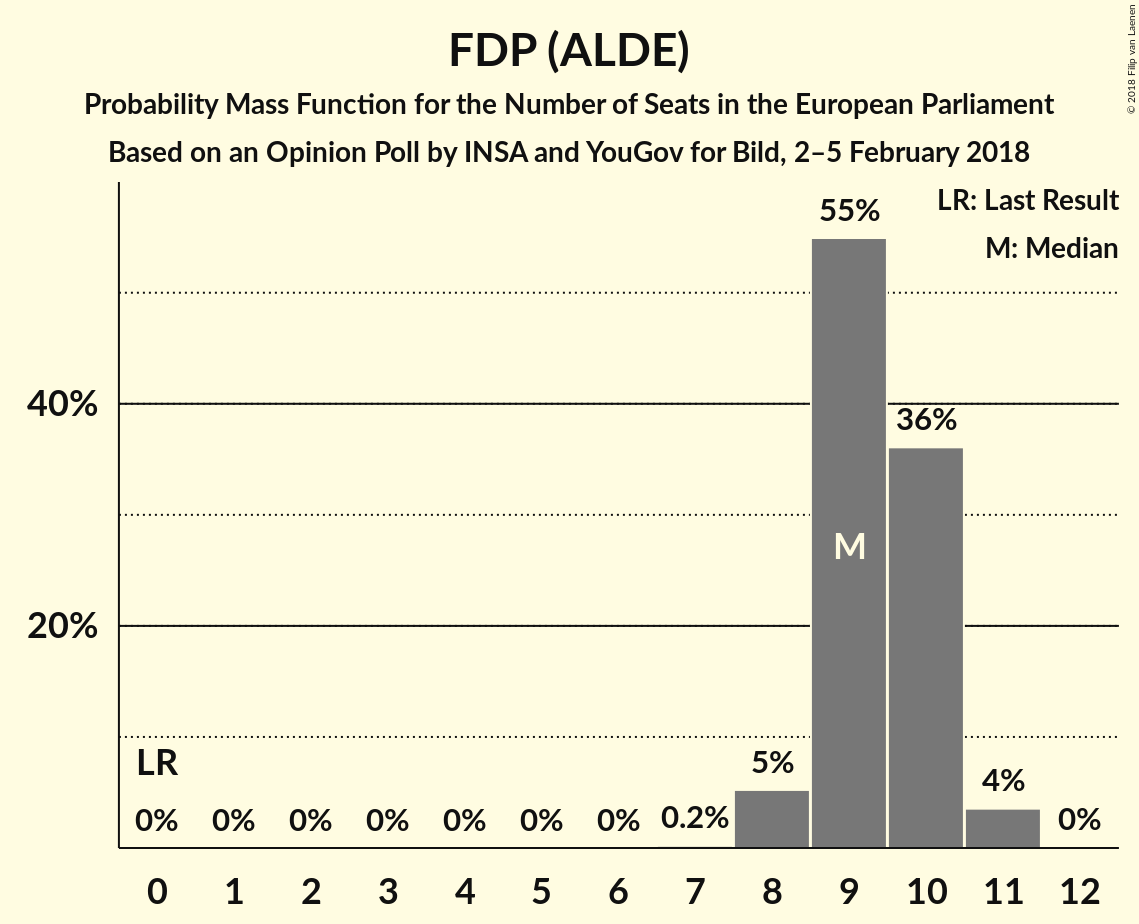 FDP (ALDE)
Probability Mass Function for the Number of Seats in the European Parliament
Based on an Opinion Poll by INSA and YouGov for Bild, 2–5 February 2018
© 2018 Filip van Laenen
LR: Last Result
M: Median
55%
40%
36%
M
20%
LR
0% 0% 0% 0% 0% 0% 0% 0.2% 5% 4% 0%
0 1 2 3 4 5 6 7 8 9 10 11 12